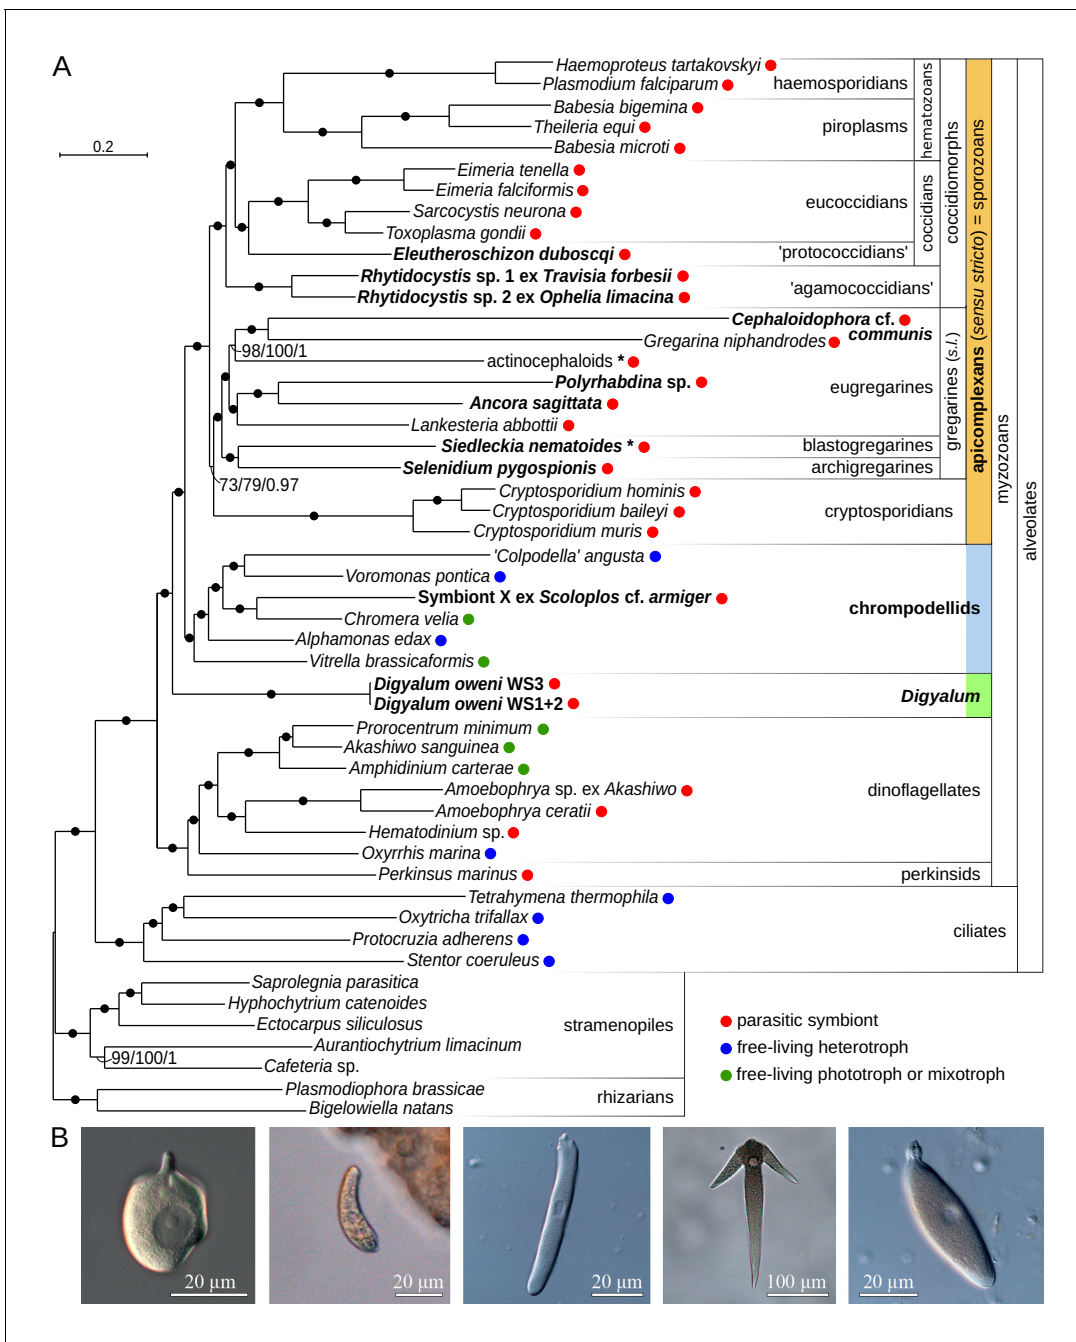 A
0.2
Haemoproteus tartakovskyi
Plasmodium falciparum
haemosporidians
Babesia bigemina
Theileria equi
piroplasms
Babesia microti
hematozoans
Eimeria tenella
Eimeria falciformis
eucoccidians
Sarcocystis neurona
Toxoplasma gondii
Eleutheroschizon duboscqi
'protococcidians'
coccidians
coccidiomorphs
Rhytidocystis sp. 1 ex Travisia forbesii
Rhytidocystis sp. 2 ex Ophelia limacina
'agamococcidians'
Cephaloidophora cf.
communis
Gregarina niphandrodes
98/100/1
actinocephaloids *
Polyrhabdina sp.
eugregarines
Ancora sagittata
Lankesteria abbottii
Siedleckia nematoides *
blastogregarines
Selenidium pygospionis
archigregarines
gregarines (s.l.)
73/79/0.97
Cryptosporidium hominis
Cryptosporidium baileyi
cryptosporidians
Cryptosporidium muris
apicomplexans (sensu stricto) = sporozoans
myzozoans
alveolates
'Colpodella' angusta
Voromonas pontica
Symbiont X ex Scoloplos cf. armiger
chrompodellids
Chromera velia
Alphamonas edax
Vitrella brassicaformis
Digyalum oweni WS3
Digyalum oweni WS1+2
Digyalum
Prorocentrum minimum
Akashiwo sanguinea
Amphidinium carterae
Amoebophrya sp. ex Akashiwo
dinoflagellates
Amoebophrya ceratii
Hematodinium sp.
Oxyrrhis marina
Perkinsus marinus
perkinsids
Tetrahymena thermophila
Oxytricha trifallax
ciliates
Protocruzia adherens
Stentor coeruleus
Saprolegnia parasitica
Hyphochytrium catenoides
Ectocarpus siliculosus
stramenopiles
Aurantiochytrium limacinum
99/100/1
Cafeteria sp.
Plasmodiophora brassicae
rhizarians
Bigelowiella natans
parasitic symbiont
free-living heterotroph
free-living phototroph or mixotroph
B
20 µm
20 µm
20 µm
100 µm
20 µm